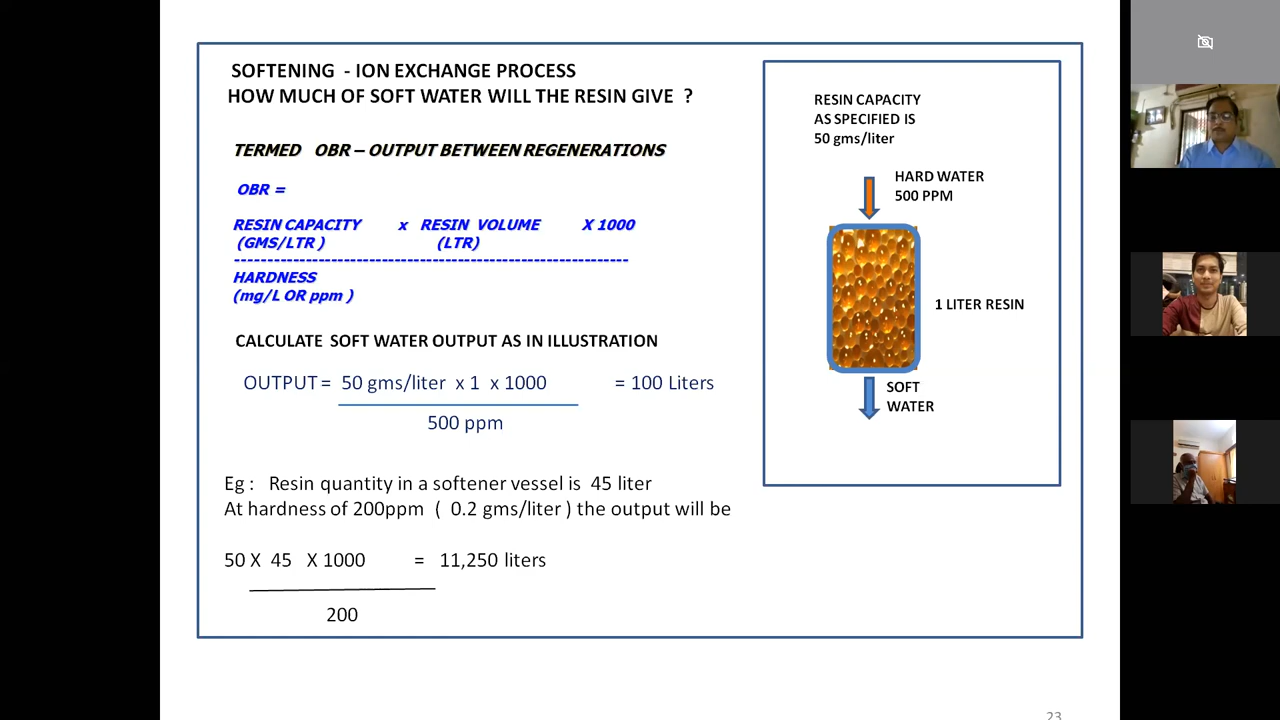 SOFTENING - ION EXCHANGE PROCESS
HOW MUCH OF SOFT WATER WILL THE RESIN GIVE ?
TERMED OBR – OUTPUT BETWEEN REGENERATIONS
OBR =
RESIN CAPACITY x RESIN VOLUME X 1000
(GMS/LTR ) (LTR)
----------------------------------------------------------
HARDNESS
(mg/L OR ppm )
CALCULATE SOFT WATER OUTPUT AS IN ILLUSTRATION
OUTPUT = 50 gms/liter x 1 x 1000 = 100 Liters
500 ppm
Eg : Resin quantity in a softener vessel is 45 liter
At hardness of 200ppm ( 0.2 gms/liter ) the output will be
50 X 45 X 1000 = 11,250 liters
200
RESIN CAPACITY
AS SPECIFIED IS
50 gms/liter
HARD WATER
500 PPM
1 LITER RESIN
SOFT
WATER
23